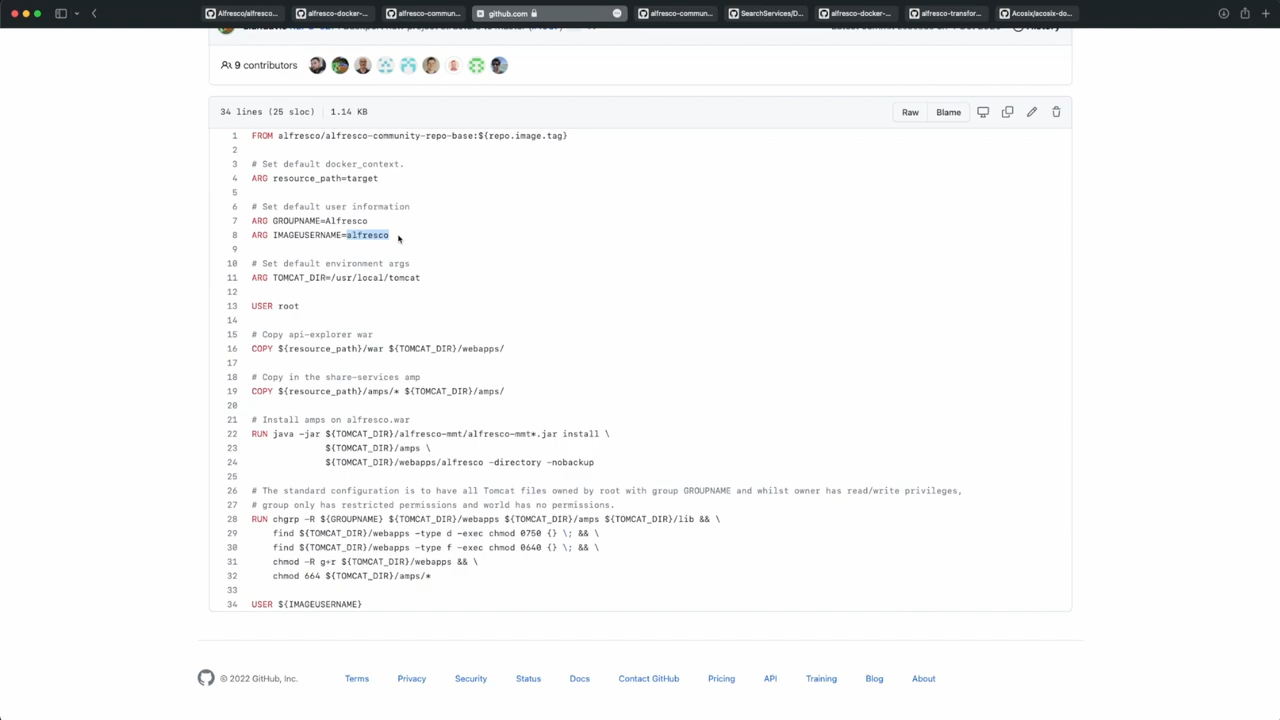 Alfresco/alfresco...
alfresco-docker-...
alfresco-commun...
github.com
alfresco-commun...
SearchServices/D...
alfresco-docker-...
alfresco-transfor...
Acosix/acosix-do...
9 contributors
34 lines (25 sloc) 1.14 KB
Raw Blame
1 FROM alfresco/alfresco-community-repo-base:${repo.image.tag}
2
3 # Set default docker_context.
4 ARG resource_path=target
5
6 # Set default user information
7 ARG GROUPNAME=Alfresco
8 ARG IMAGEUSERNAME=alfresco
9
10 # Set default environment args
11 ARG TOMCAT_DIR=/usr/local/tomcat
12
13 USER root
14
15 # Copy api-explorer war
16 COPY ${resource_path}/war ${TOMCAT_DIR}/webapps/
17
18 # Copy in the share-services amp
19 COPY ${resource_path}/amps/* ${TOMCAT_DIR}/amps/
20
21 # Install amps on alfresco.war
22 RUN java -jar ${TOMCAT_DIR}/alfresco-mmt/alfresco-mmt*.jar install \
23 ${TOMCAT_DIR}/amps \
24 ${TOMCAT_DIR}/webapps/alfresco -directory -nobackup
25
26 # The standard configuration is to have all Tomcat files owned by root with group GROUPNAME and whilst owner has read/write privileges,
27 # group only has restricted permissions and world has no permissions.
28 RUN chgrp -R ${GROUPNAME} ${TOMCAT_DIR}/webapps ${TOMCAT_DIR}/amps ${TOMCAT_DIR}/lib && \
29 find ${TOMCAT_DIR}/webapps -type d -exec chmod 0750 {} \; && \
30 find ${TOMCAT_DIR}/webapps -type f -exec chmod 0640 {} \; && \
31 chmod -R g+r ${TOMCAT_DIR}/webapps && \
32 chmod 664 ${TOMCAT_DIR}/amps/*
33
34 USER ${IMAGEUSERNAME}
© 2022 GitHub, Inc. Terms Privacy Security Status Docs Contact GitHub Pricing API Training Blog About